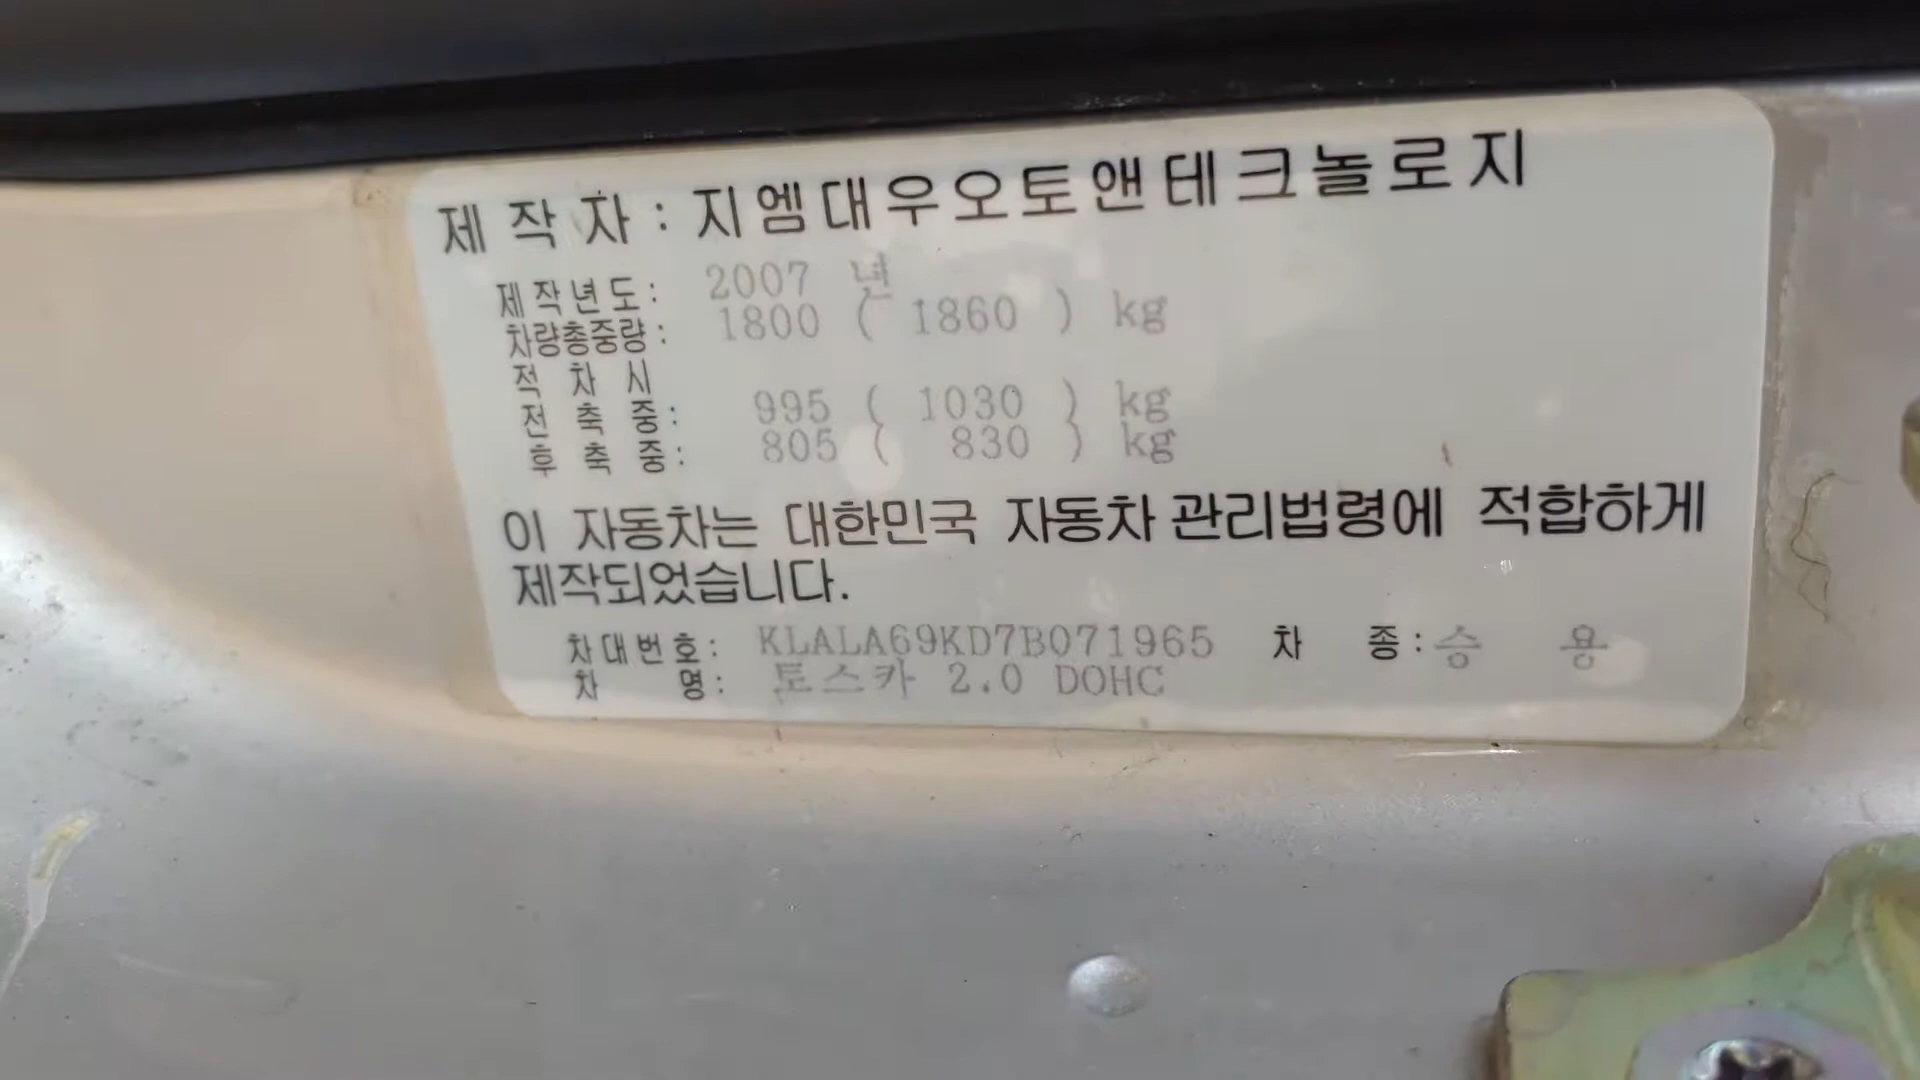 제 작 자 : 지엠대우오토앤테크놀로지
제작년도: 2007 년
차량총중량: 1800 ( 1860 ) kg
적 차 시
전 축 중: 995 ( 1030 ) kg
후 축 중: 805 ( 830 ) kg
이 자동차는 대한민국 자동차관리법령에 적합하게
제작되었습니다.
차대번호: KLALA69KD7B071965 차 종: 승 용
차 명: 토스카 2.0 DOHC